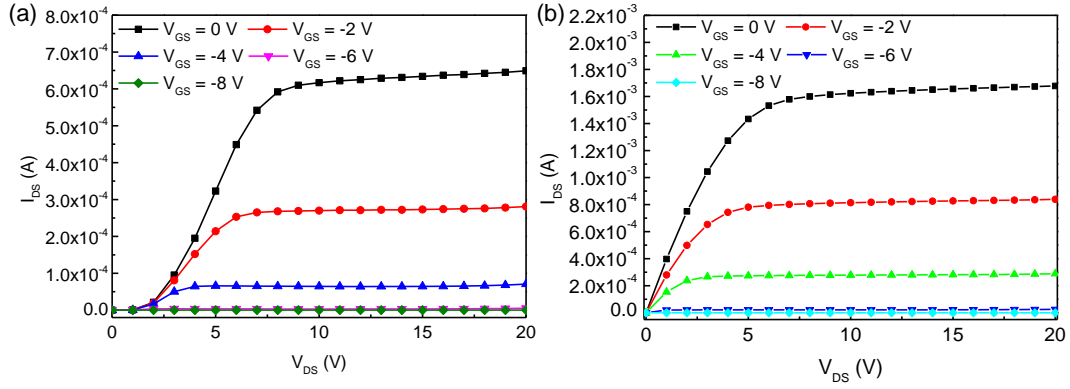 (a)
V_GS = 0 V
V_GS = -2 V
V_GS = -4 V
V_GS = -6 V
V_GS = -8 V
8.0x10⁻⁴
7.0x10⁻⁴
6.0x10⁻⁴
5.0x10⁻⁴
4.0x10⁻⁴
3.0x10⁻⁴
2.0x10⁻⁴
1.0x10⁻⁴
0.0
I_DS (A)
0 5 10 15 20
V_DS (V)
(b)
V_GS = 0 V
V_GS = -2 V
V_GS = -4 V
V_GS = -6 V
V_GS = -8 V
2.2x10⁻³
2.0x10⁻³
1.8x10⁻³
1.6x10⁻³
1.4x10⁻³
1.2x10⁻³
1.0x10⁻³
8.0x10⁻⁴
6.0x10⁻⁴
4.0x10⁻⁴
2.0x10⁻⁴
0.0
I_DS (A)
0 5 10 15 20
V_DS (V)